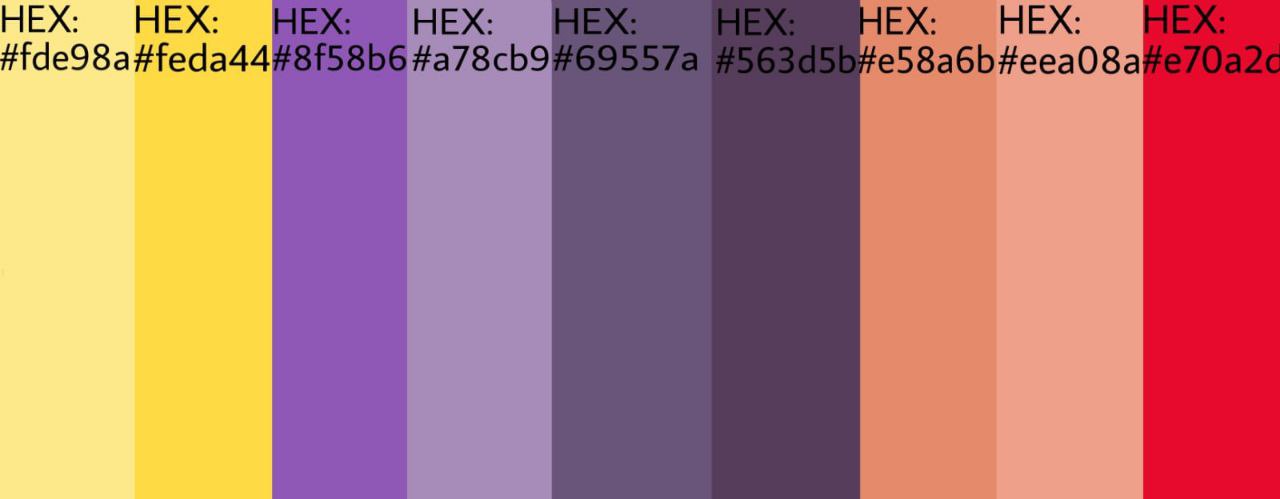 HEX:
#fde98a
HEX:
#feda44
HEX:
#8f58b6
HEX:
#a78cb9
HEX:
#69557a
HEX:
#563d5b
HEX:
#e58a6b
HEX:
#eea08a
HEX:
#e70a2d